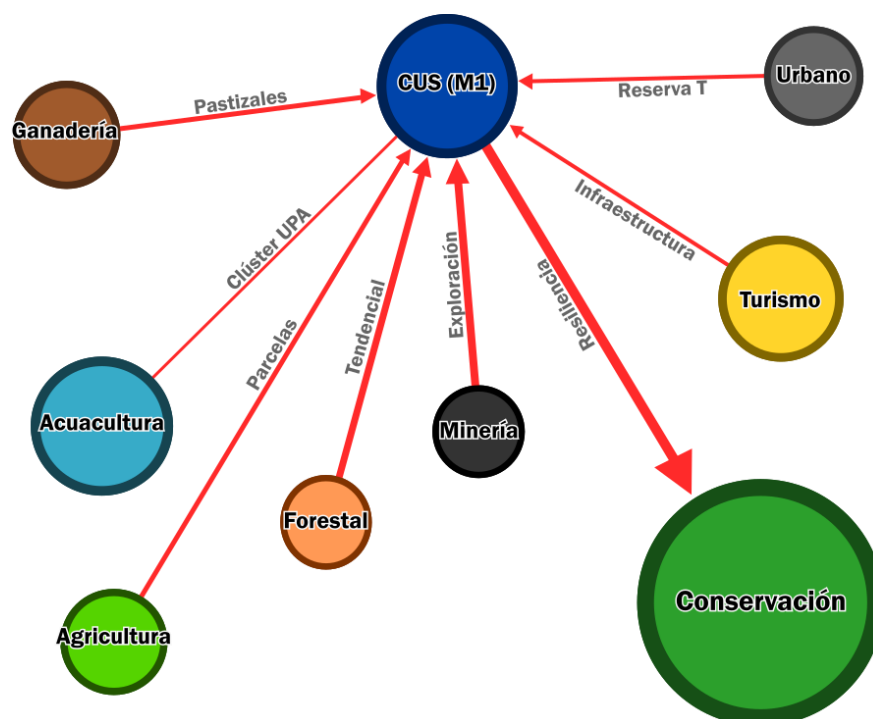 CUS (M1)
Urbano
Reserva T
Pastizales
Ganadería
Infraestructura
Clúster UPA
Exploración
Resiliencia
Turismo
Tendencial
Parcelas
Acuacultura
Minería
Forestal
Conservación
Agricultura